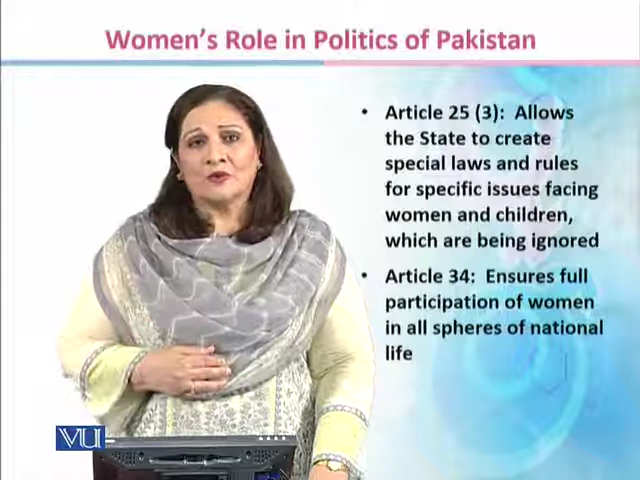 Women's Role in Politics of Pakistan
• Article 25 (3): Allows
the State to create
special laws and rules
for specific issues facing
women and children,
which are being ignored
• Article 34: Ensures full
participation of women
in all spheres of national
life
VU